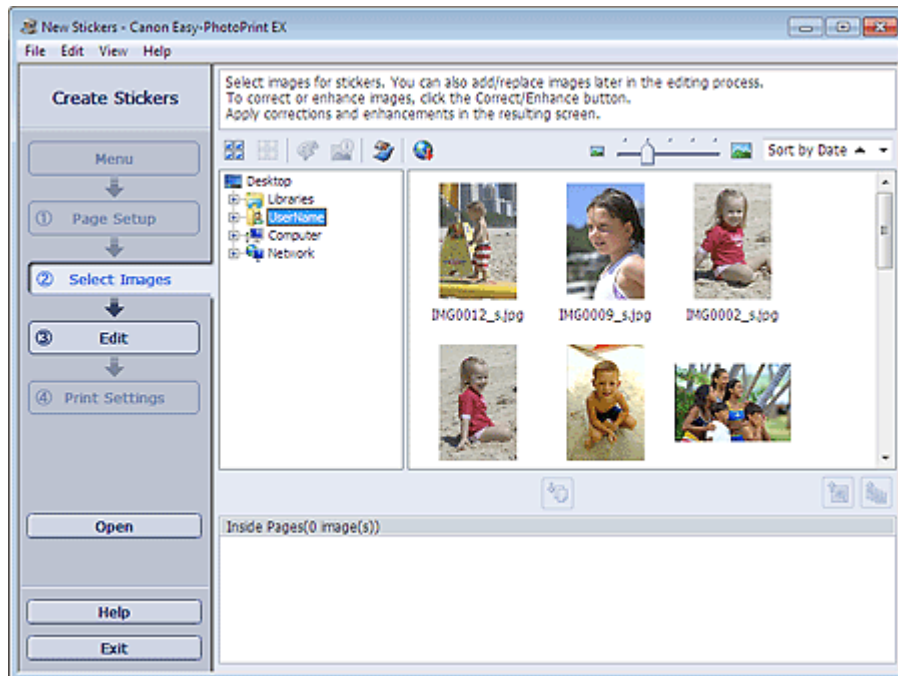 New Stickers - Canon Easy-PhotoPrint EX
File Edit View Help
Create Stickers
Menu
① Page Setup
② Select Images
③ Edit
④ Print Settings
Open
Help
Exit
Select images for stickers. You can also add/replace images later in the editing process.
To correct or enhance images, click the Correct/Enhance button.
Apply corrections and enhancements in the resulting screen.
Sort by Date
Desktop
Libraries
UserName
Computer
Network
IMG0012_s.jpg IMG0009_s.jpg IMG0002_s.jpg
Inside Pages(0 image(s))